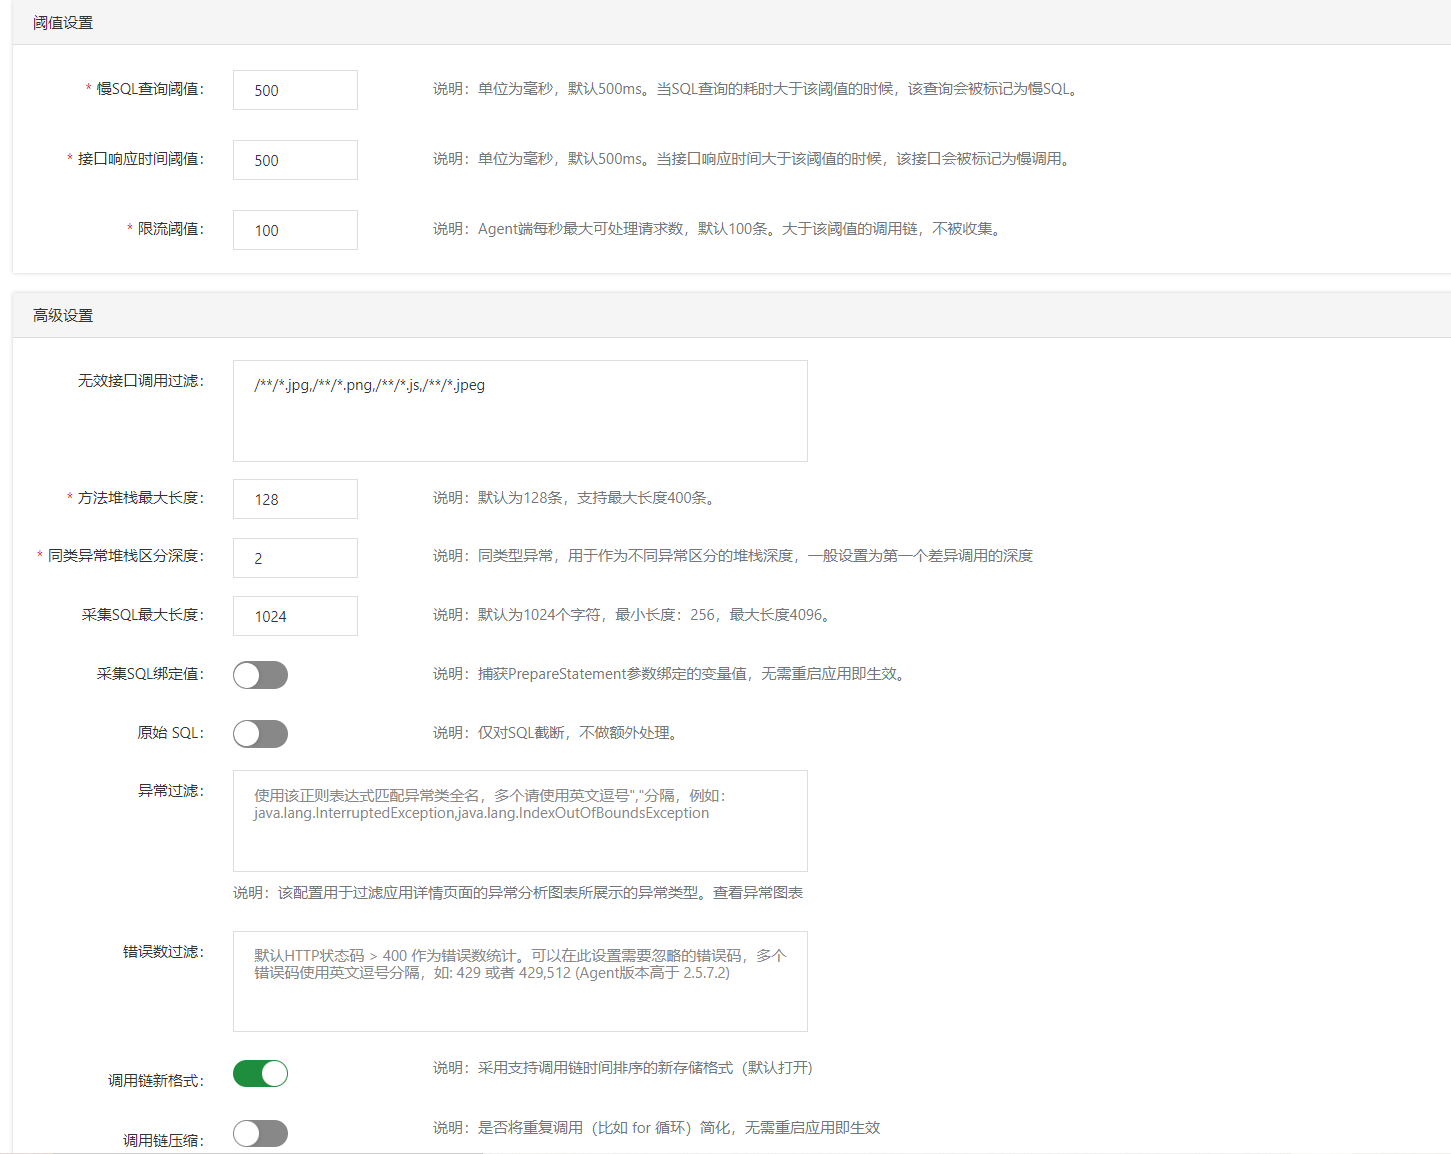 阈值设置
* 慢SQL查询阈值： 500 说明：单位为毫秒，默认500ms。当SQL查询的耗时大于该阈值的时候，该查询会被标记为慢SQL。
* 接口响应时间阈值： 500 说明：单位为毫秒，默认500ms。当接口响应时间大于该阈值的时候，该接口会被标记为慢调用。
* 限流阈值： 100 说明：Agent端每秒最大可处理请求数，默认100条。大于该阈值的调用链，不被收集。
高级设置
无效接口调用过滤： /**/*.jpg,/**/*.png,/**/*.js,/**/*.jpeg
* 方法堆栈最大长度： 128 说明：默认为128条，支持最大长度400条。
* 同类异常堆栈区分深度： 2 说明：同类型异常，用于作为不同异常区分的堆栈深度，一般设置为第一个差异调用的深度
采集SQL最大长度： 1024 说明：默认为1024个字符，最小长度：256，最大长度4096。
采集SQL绑定值： 说明：捕获PrepareStatement参数绑定的变量值，无需重启应用即生效。
原始 SQL： 说明：仅对SQL截断，不做额外处理。
异常过滤： 使用该正则表达式匹配异常类全名，多个请使用英文逗号","分隔，例如：
java.lang.InterruptedException,java.lang.IndexOutOfBoundsException
说明：该配置用于过滤应用详情页面的异常分析图表所展示的异常类型。查看异常图表
错误数过滤： 默认HTTP状态码 > 400 作为错误数统计。可以在此设置需要忽略的错误码，多个
错误码使用英文逗号分隔，如: 429 或者 429,512 (Agent版本高于 2.5.7.2)
调用链新格式： 说明：采用支持调用链时间排序的新存储格式（默认打开)
调用链压缩： 说明：是否将重复调用（比如 for 循环）简化，无需重启应用即生效